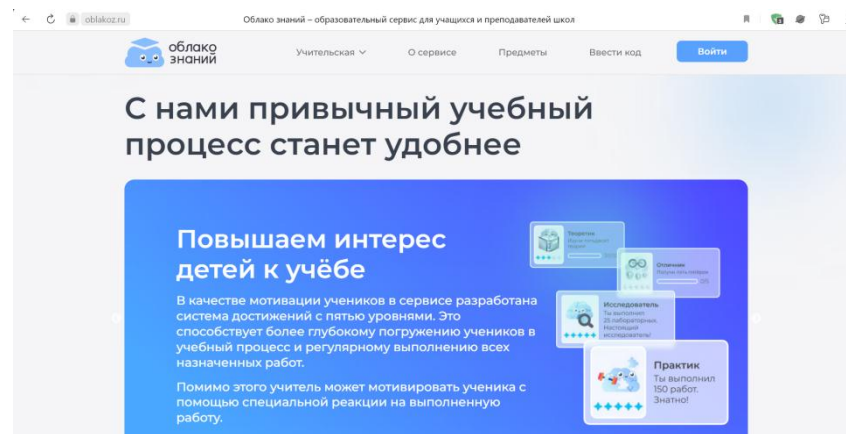 oblakoz.ru
Облако знаний – образовательный сервис для учащихся и преподавателей школ
облако
знаний
Учительская
О сервисе
Предметы
Ввести код
Войти
С нами привычный учебный
процесс станет удобнее
Повышаем интерес
детей к учёбе
В качестве мотивации учеников в сервисе разработана
система достижений с пятью уровнями. Это
способствует более глубокому погружению учеников в
учебный процесс и регулярному выполнению всех
назначенных работ.
Помимо этого учитель может мотивировать ученика с
помощью специальной реакции на выполненную
работу.
Теоретик
Отличник
Исследователь
Ты выполнил
25 лабораторных.
Настоящий
исследователь!
Практик
Ты выполнил
150 работ.
Знатно!